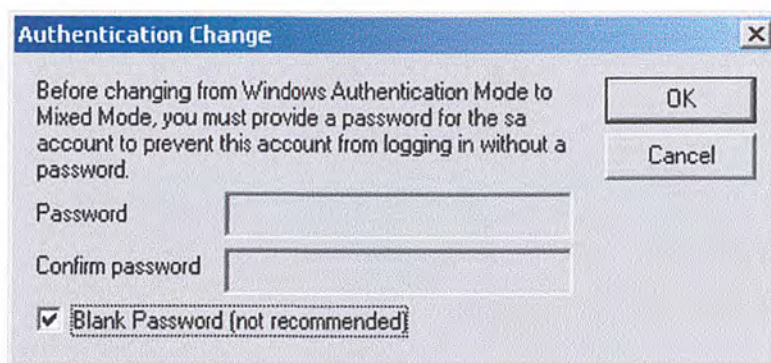 Authentication Change
Before changing from Windows Authentication Mode to
Mixed Mode, you must provide a password for the sa
account to prevent this account from logging in without a
password.
OK
Cancel
Password
Confirm password
Blank Password (not recommended)